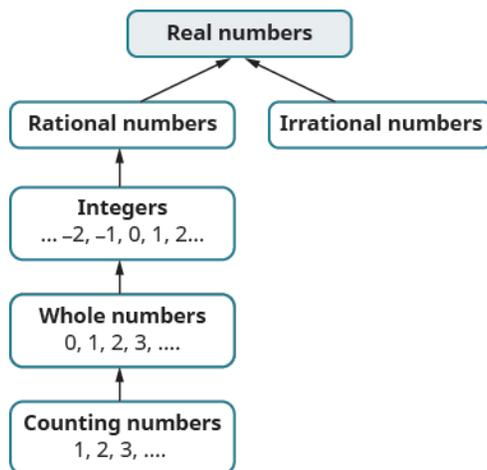 Real numbers
Rational numbers
Irrational numbers
Integers
... –2, –1, 0, 1, 2...
Whole numbers
0, 1, 2, 3, ....
Counting numbers
1, 2, 3, ....